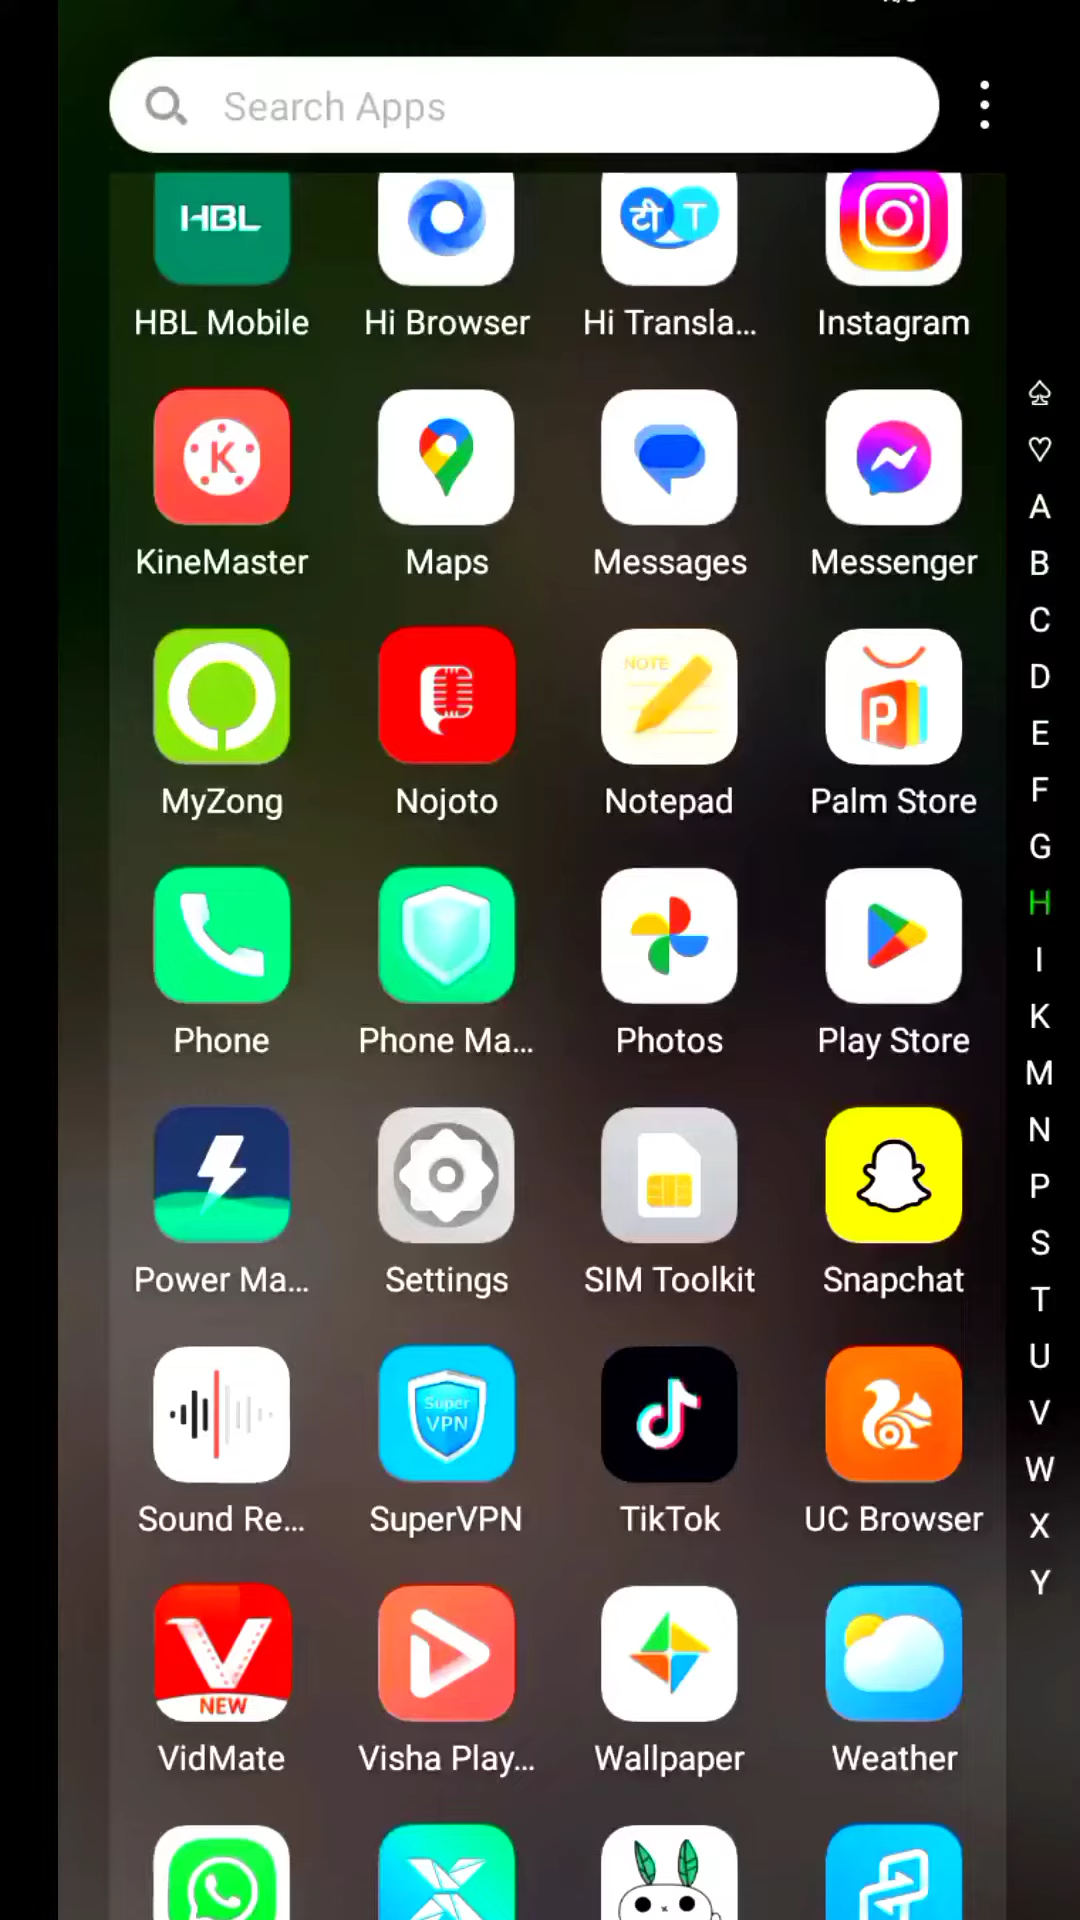 Search Apps
HBL
टी T
HBL Mobile Hi Browser Hi Transla... Instagram
K
KineMaster Maps Messages Messenger
NOTE
P
MyZong Nojoto Notepad Palm Store
Phone Phone Ma... Photos Play Store
Power Ma... Settings SIM Toolkit Snapchat
Super
VPN
Sound Re... SuperVPN TikTok UC Browser
V
NEW
VidMate Visha Play... Wallpaper Weather
A
B
C
D
E
F
G
H
I
K
M
N
P
S
T
U
V
W
X
Y